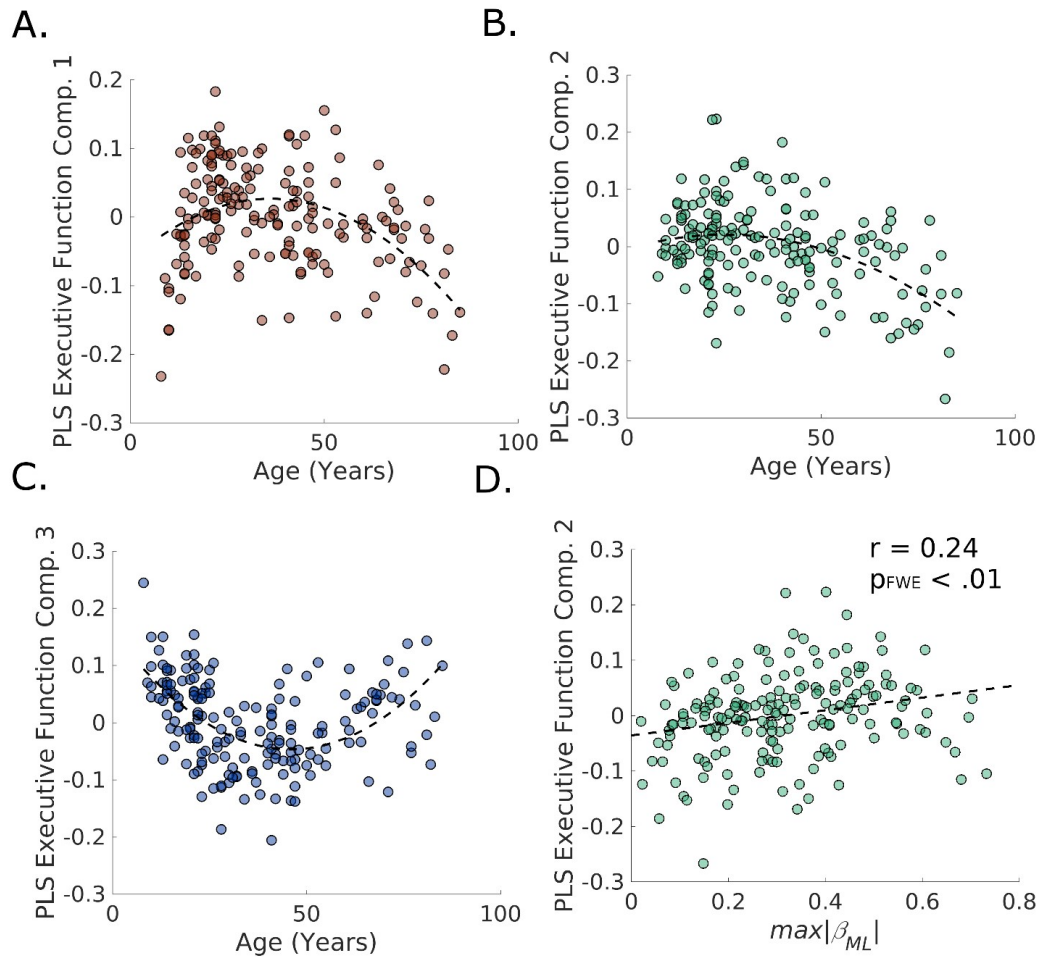 A.
PLS Executive Function Comp. 1
0.2
0.1
0
-0.1
-0.2
-0.3
0
50
100
Age (Years)
B.
PLS Executive Function Comp. 2
0.3
0.2
0.1
0
-0.1
-0.2
-0.3
0
50
100
Age (Years)
C.
PLS Executive Function Comp. 3
0.3
0.2
0.1
0
-0.1
-0.2
-0.3
0
50
100
Age (Years)
D.
PLS Executive Function Comp. 2
0.3
0.2
0.1
0
-0.1
-0.2
-0.3
r = 0.24
pFWE < .01
0
0.2
0.4
0.6
0.8
max|βML|